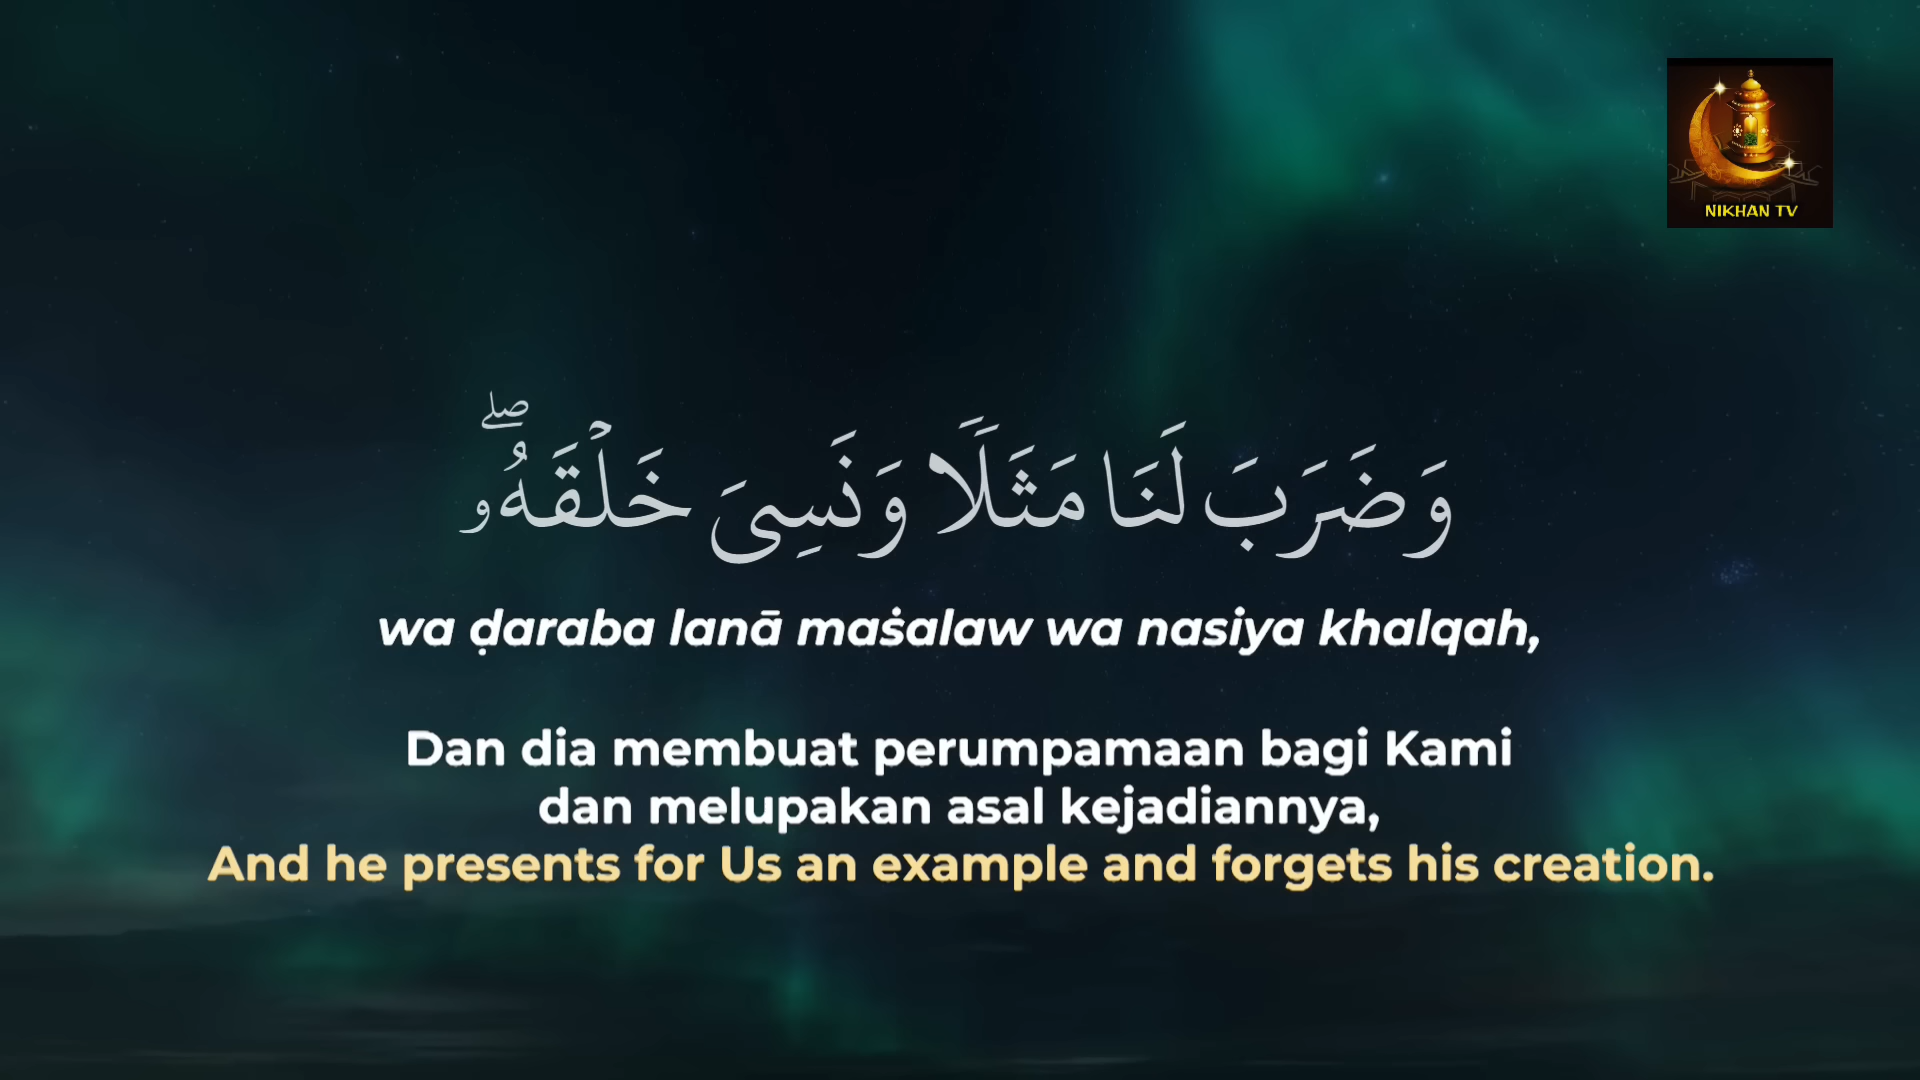 NIKHAN TV
وَضَرَبَ لَنَا مَثَلًا وَنَسِىَ خَلْقَهُۥ ۖ
wa ḍaraba lanā maṡalaw wa nasiya khalqah,
Dan dia membuat perumpamaan bagi Kami
dan melupakan asal kejadiannya,
And he presents for Us an example and forgets his creation.